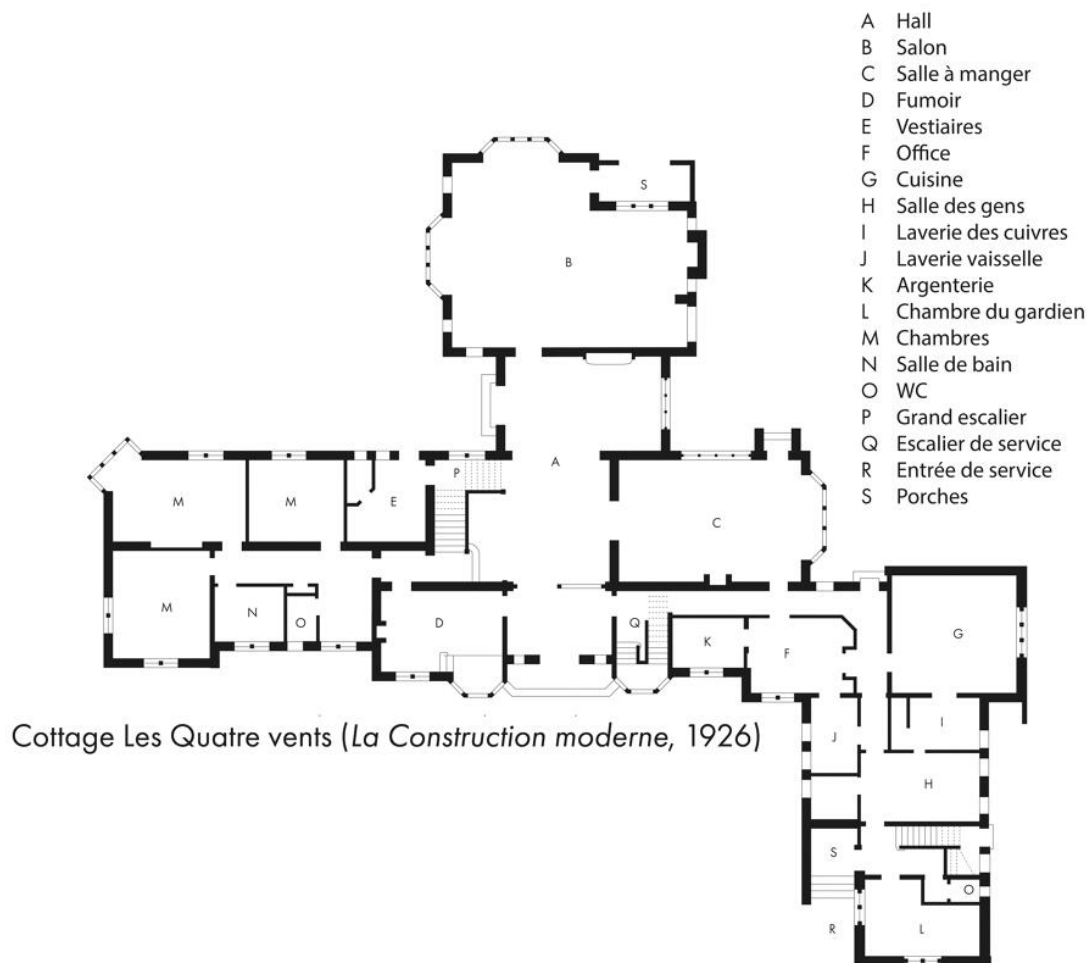 A Hall
B Salon
C Salle à manger
D Fumoir
E Vestiaires
F Office
G Cuisine
H Salle des gens
I Laverie des cuivres
J Laverie vaisselle
K Argenterie
L Chambre du gardien
M Chambres
N Salle de bain
O WC
P Grand escalier
Q Escalier de service
R Entrée de service
S Porches
S
B
A
P
M
M
E
C
M
N
O
D
Q
K
F
G
I
J
H
S
O
R
L
Cottage Les Quatre vents (La Construction moderne, 1926)